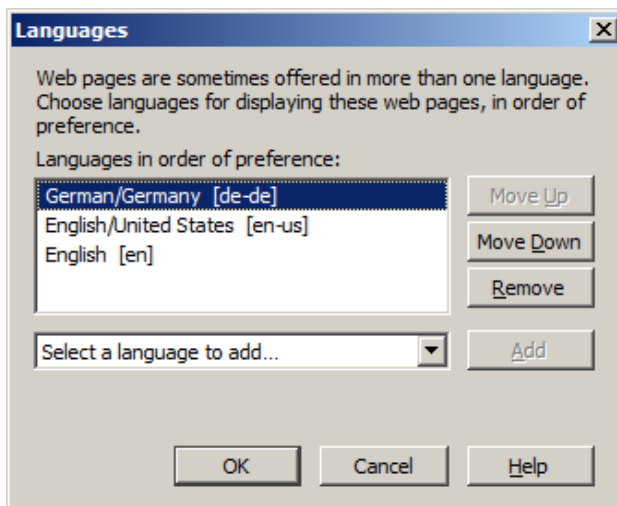 Languages
Web pages are sometimes offered in more than one language.
Choose languages for displaying these web pages, in order of
preference.
Languages in order of preference:
German/Germany [de-de]
English/United States [en-us]
English [en]
Move Up
Move Down
Remove
Select a language to add...
Add
OK
Cancel
Help